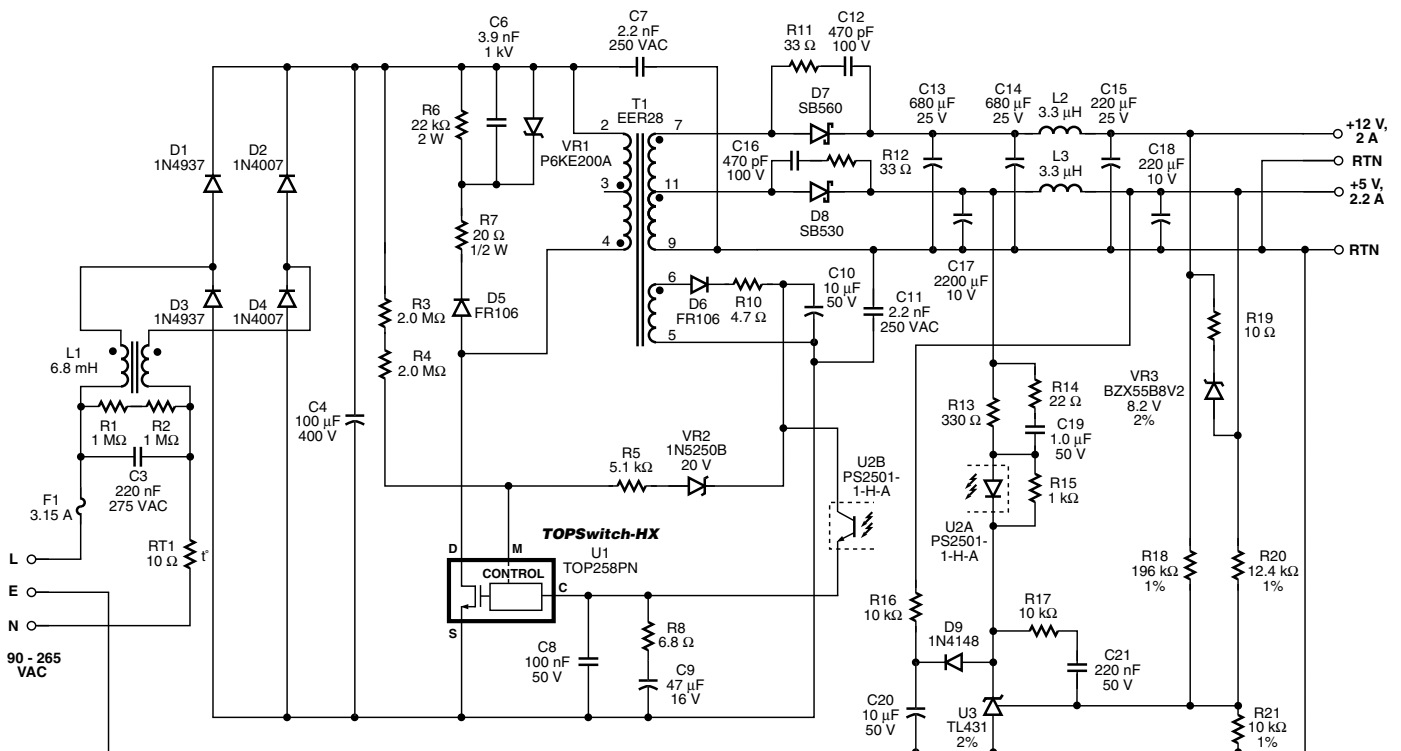 C6
3.9 nF
1 kV
C7
2.2 nF
250 VAC
R11
33 Ω
C12
470 pF
100 V
D7
SB560
C13
680 μF
25 V
C14
680 μF
25 V
L2
3.3 μH
C15
220 μF
25 V
+12 V,
2 A
RTN
+5 V,
2.2 A
RTN
T1
EER28
2
3
4
7
11
9
6
5
R6
22 kΩ
2 W
VR1
P6KE200A
C16
470 pF
100 V
R12
33 Ω
D8
SB530
L3
3.3 μH
C18
220 μF
10 V
D1
1N4937
D2
1N4007
R7
20 Ω
1/2 W
D5
FR106
D6
FR106
R10
4.7 Ω
C10
10 μF
50 V
C11
2.2 nF
250 VAC
C17
2200 μF
10 V
D3
1N4937
D4
1N4007
R3
2.0 MΩ
R4
2.0 MΩ
R19
10 Ω
VR3
BZX55B8V2
8.2 V
2%
L1
6.8 mH
R1
1 MΩ
R2
1 MΩ
C3
220 nF
275 VAC
C4
100 μF
400 V
R13
330 Ω
R14
22 Ω
C19
1.0 μF
50 V
R5
5.1 kΩ
VR2
1N5250B
20 V
U2B
PS2501-
1-H-A
R15
1 kΩ
U2A
PS2501-
1-H-A
F1
3.15 A
RT1
10 Ω
t°
L
E
N
90 - 265
VAC
TOPSwitch-HX
U1
TOP258PN
D
M
CONTROL
C
S
R18
196 kΩ
1%
R20
12.4 kΩ
1%
R16
10 kΩ
R17
10 kΩ
D9
1N4148
C8
100 nF
50 V
R8
6.8 Ω
C9
47 μF
16 V
C20
10 μF
50 V
U3
TL431
2%
C21
220 nF
50 V
R21
10 kΩ
1%